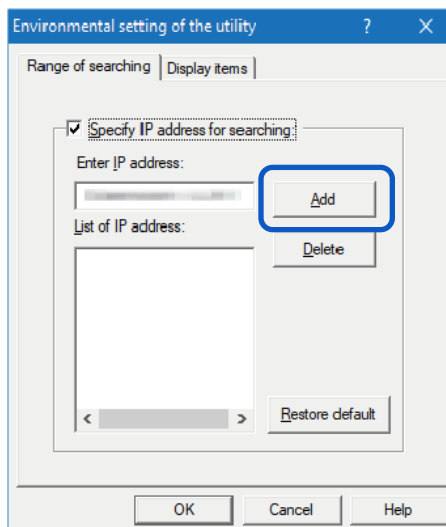 Environmental setting of the utility ? X
Range of searching Display items
Specify IP address for searching:
Enter IP address:
Add
List of IP address:
Delete
Restore default
OK Cancel Help